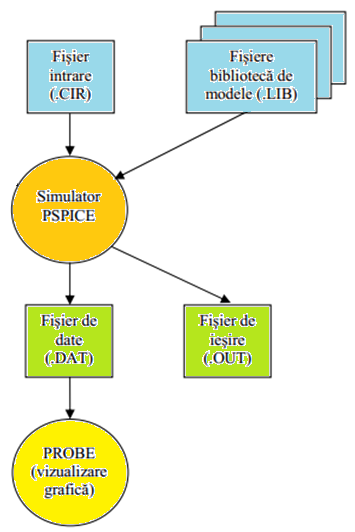 Fişier
intrare
(.CIR)
Fişiere
bibliotecă de
modele (.LIB)
Simulator
PSPICE
Fişier de
date
(.DAT)
Fişier de
ieşire
(.OUT)
PROBE
(vizualizare
grafică)